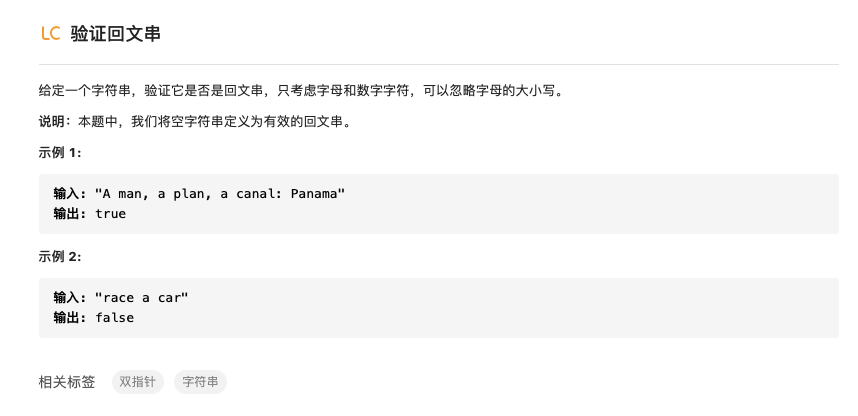 LC 验证回文串
给定一个字符串，验证它是否是回文串，只考虑字母和数字字符，可以忽略字母的大小写。
说明：本题中，我们将空字符串定义为有效的回文串。
示例 1:
输入: "A man, a plan, a canal: Panama"
输出: true
示例 2:
输入: "race a car"
输出: false
相关标签 双指针 字符串